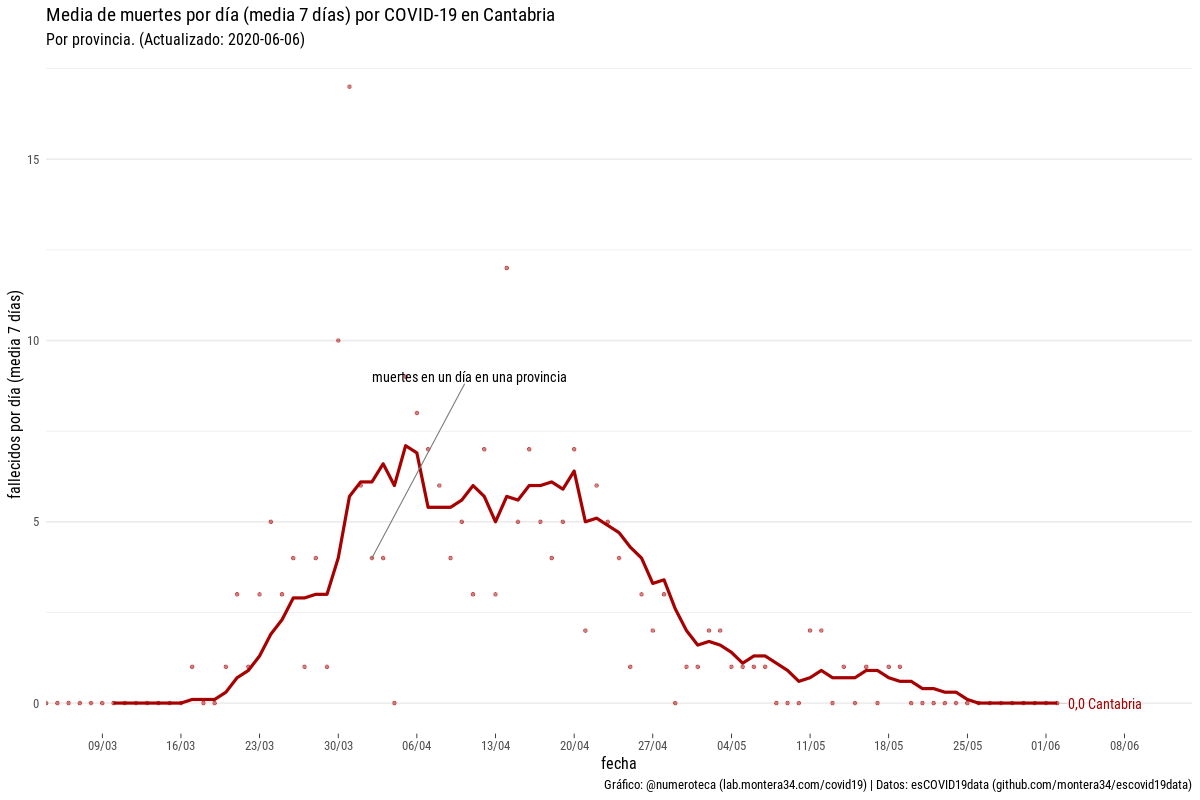 Media de muertes por día (media 7 días) por COVID-19 en Cantabria
Por provincia. (Actualizado: 2020-06-06)
fallecidos por día (media 7 días)
15
10
5
0
muertes en un día en una provincia
0,0 Cantabria
09/03 16/03 23/03 30/03 06/04 13/04 20/04 27/04 04/05 11/05 18/05 25/05 01/06 08/06
fecha
Gráfico: @numeroteca (lab.montera34.com/covid19) | Datos: esCOVID19data (github.com/montera34/escovid19data)